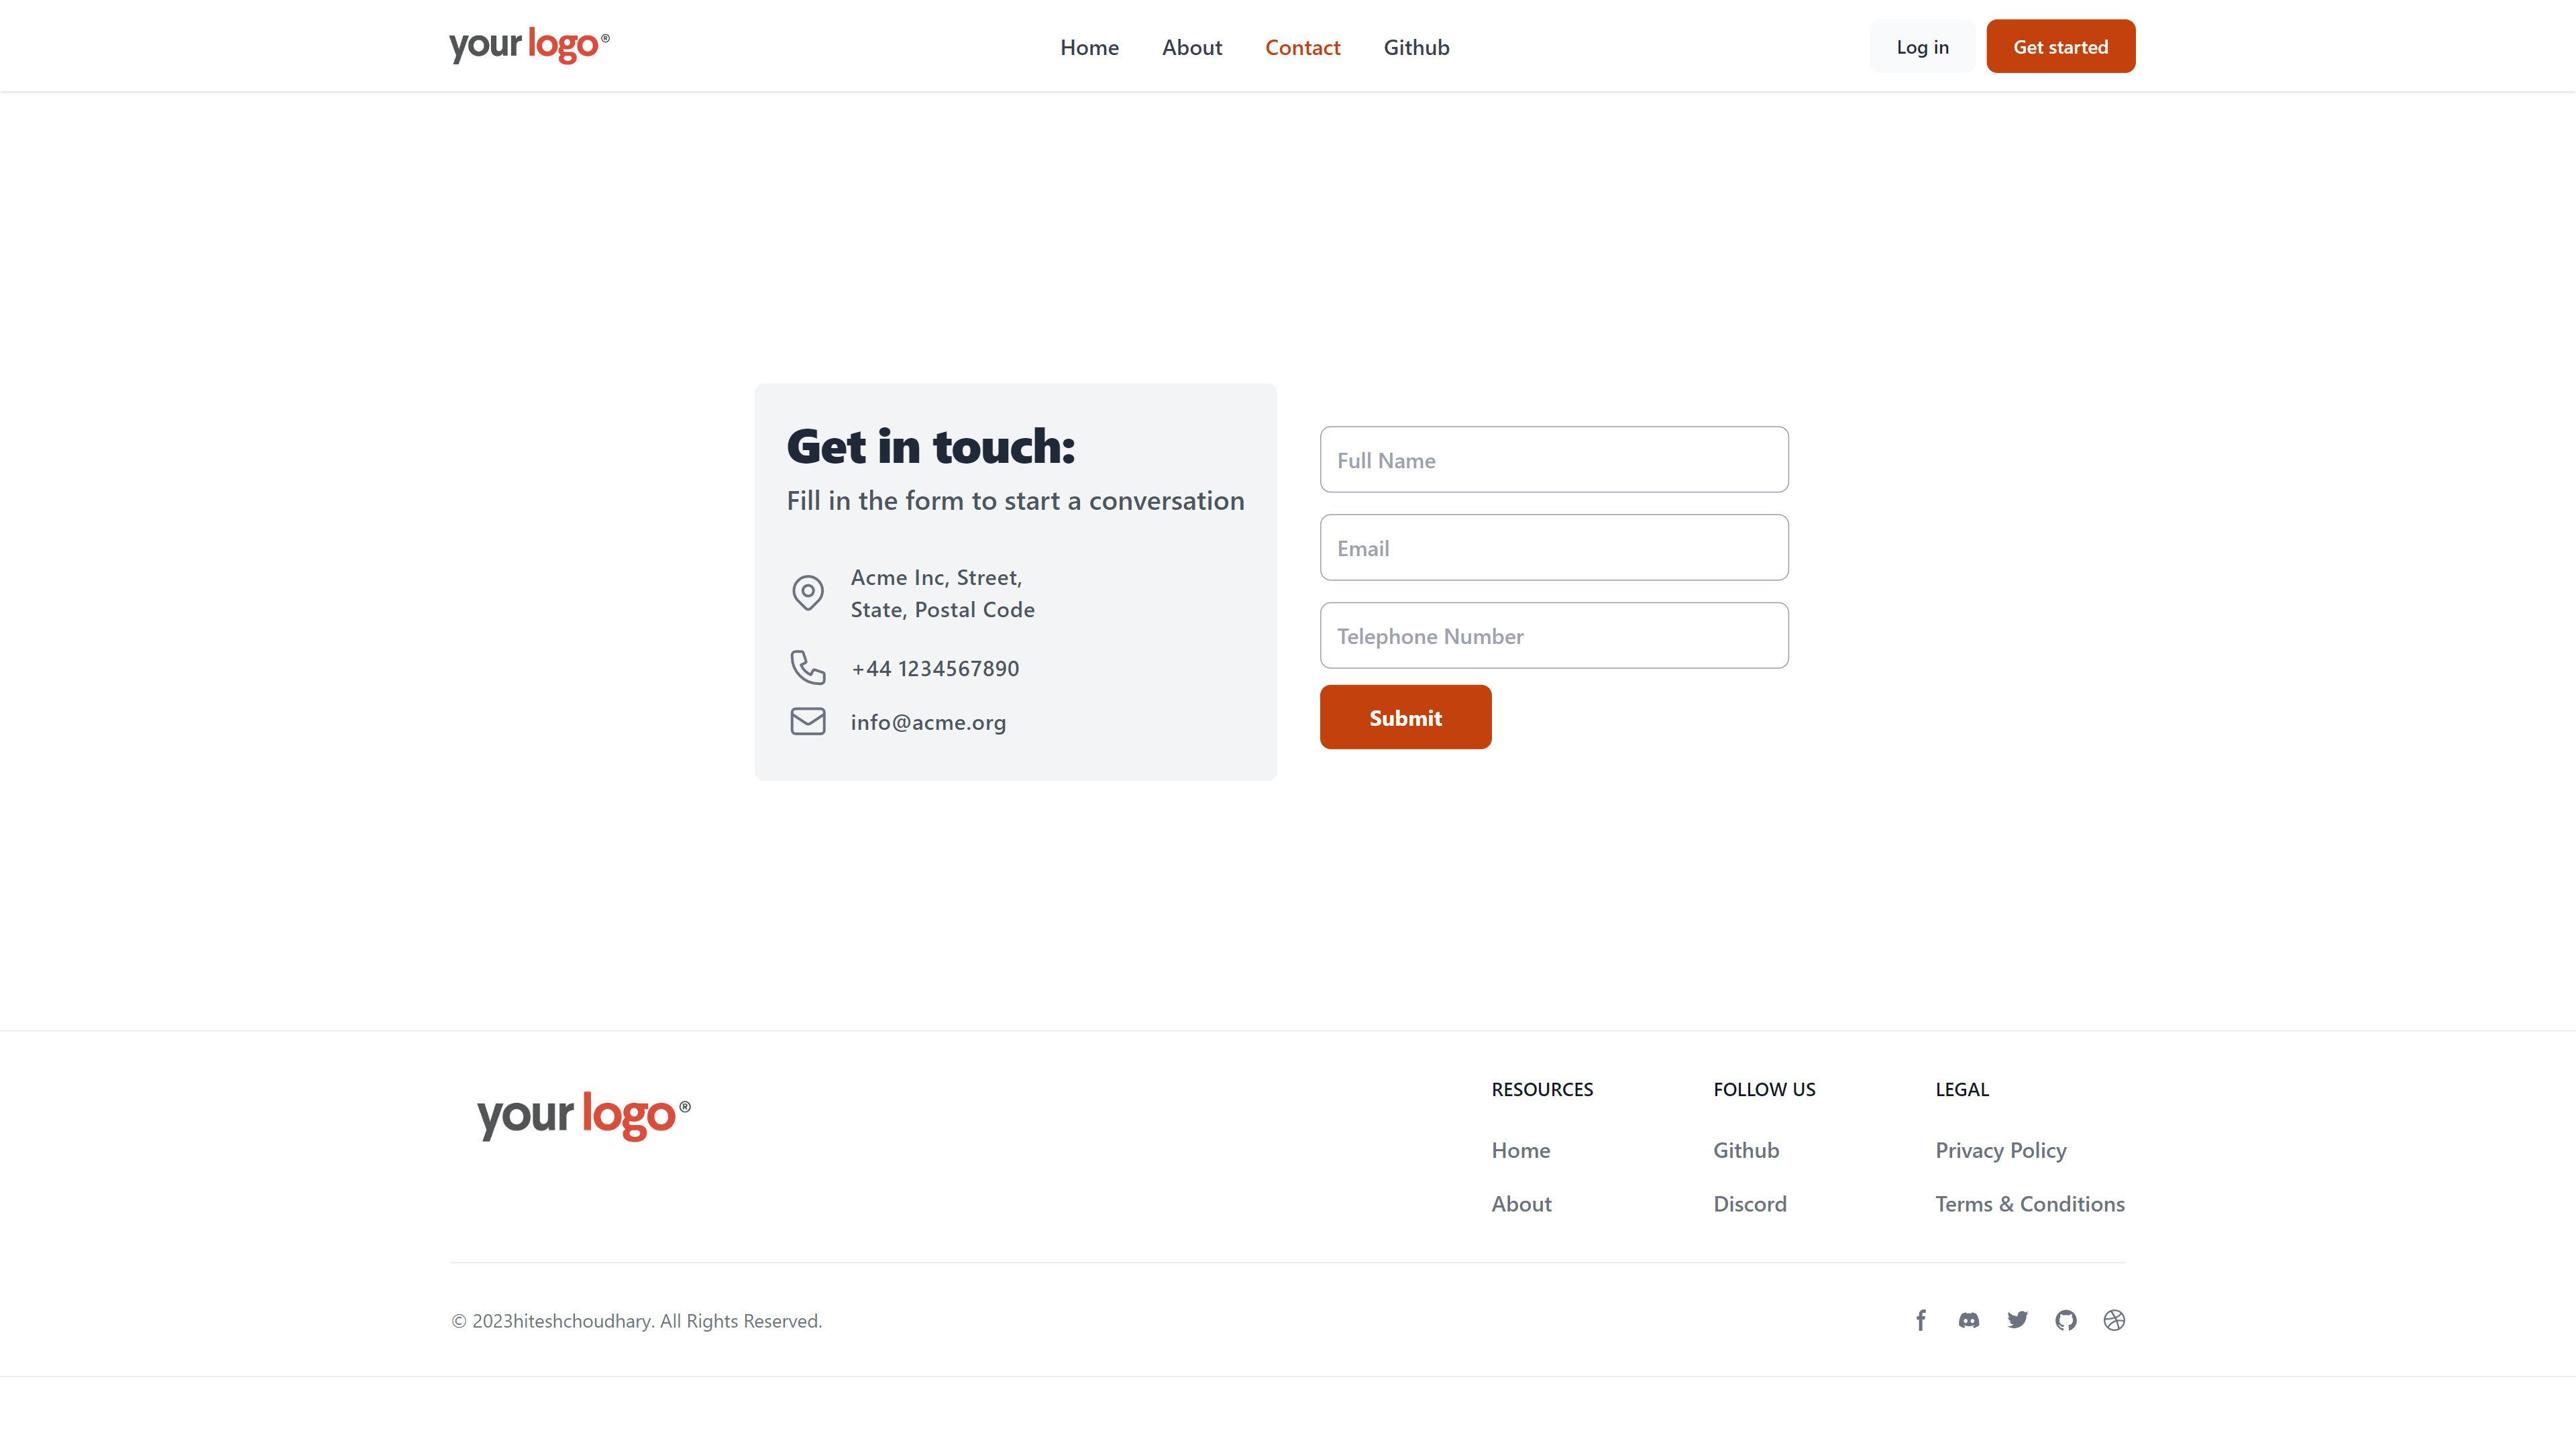 your logo®
Home About Contact Github
Log in Get started
Get in touch:
Fill in the form to start a conversation
Acme Inc, Street,
State, Postal Code
+44 1234567890
info@acme.org
Full Name
Email
Telephone Number
Submit
your logo®
RESOURCES
Home
About
FOLLOW US
Github
Discord
LEGAL
Privacy Policy
Terms & Conditions
© 2023hiteshchoudhary. All Rights Reserved.